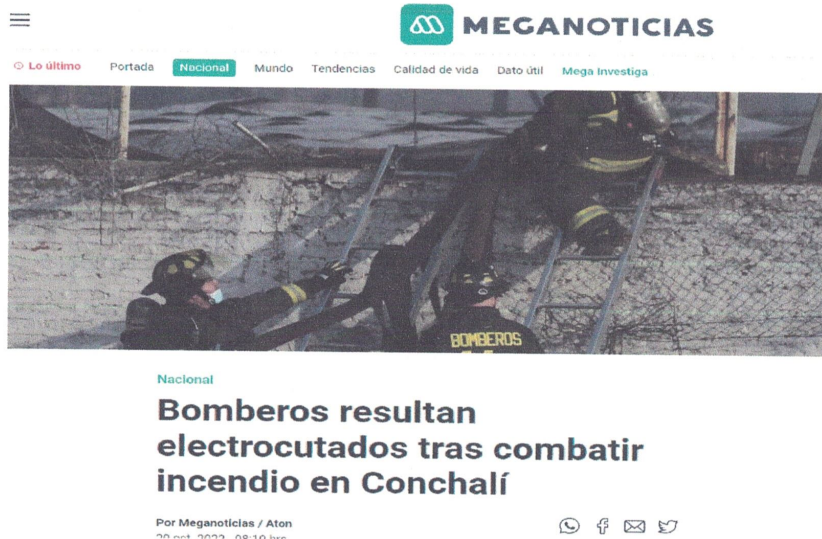 MEGANOTICIAS
Lo último Portada Nacional Mundo Tendencias Calidad de vida Dato útil Mega Investiga
BOMBEROS
Nacional
Bomberos resultan
electrocutados tras combatir
incendio en Conchalí
Por Meganoticias / Aton